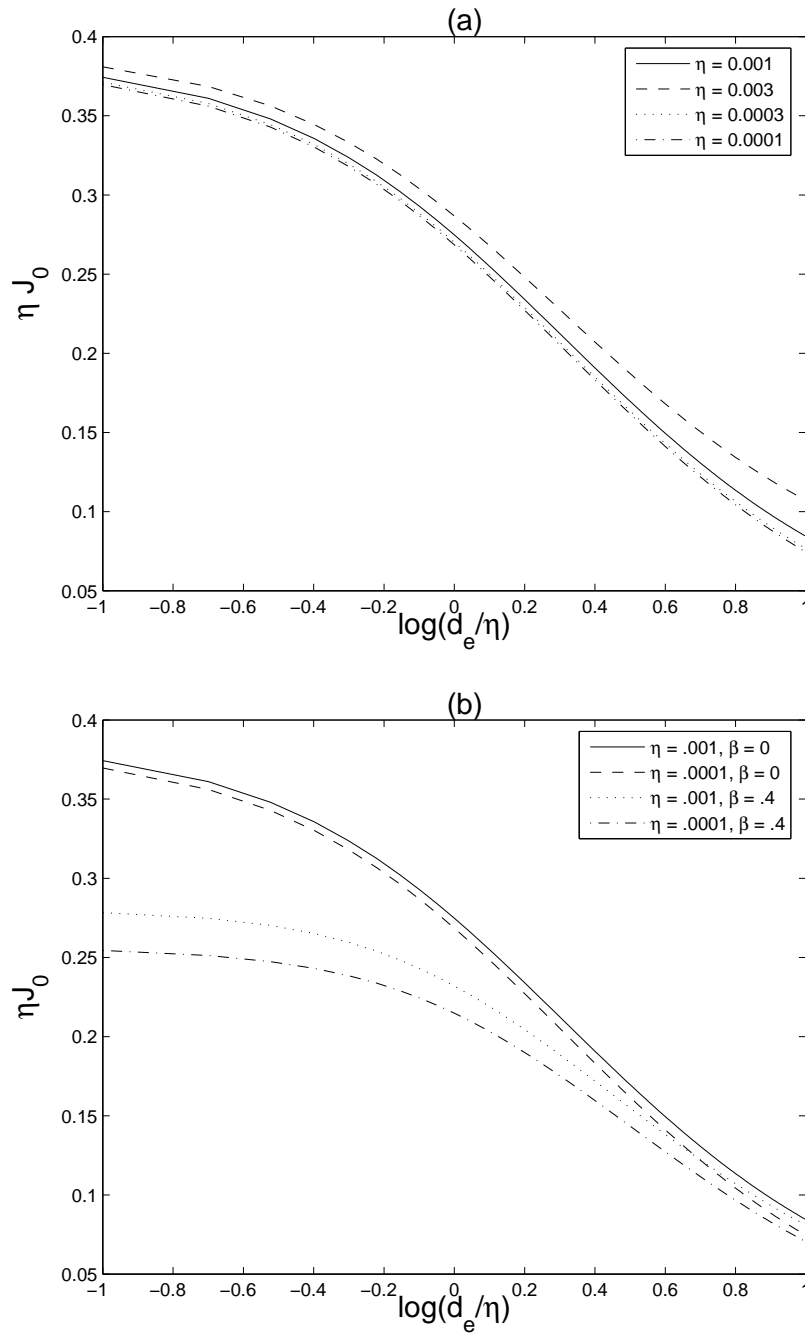 (a)
0.4
0.35
0.3
0.25
0.2
0.15
0.1
0.05
η J₀
η = 0.001
η = 0.003
η = 0.0003
η = 0.0001
−1 −0.8 −0.6 −0.4 −0.2 0 0.2 0.4 0.6 0.8 1
log(dₑ/η)
(b)
0.4
0.35
0.3
0.25
0.2
0.15
0.1
0.05
ηJ₀
η = .001, β = 0
η = .0001, β = 0
η = .001, β = .4
η = .0001, β = .4
−1 −0.8 −0.6 −0.4 −0.2 0 0.2 0.4 0.6 0.8 1
log(dₑ/η)